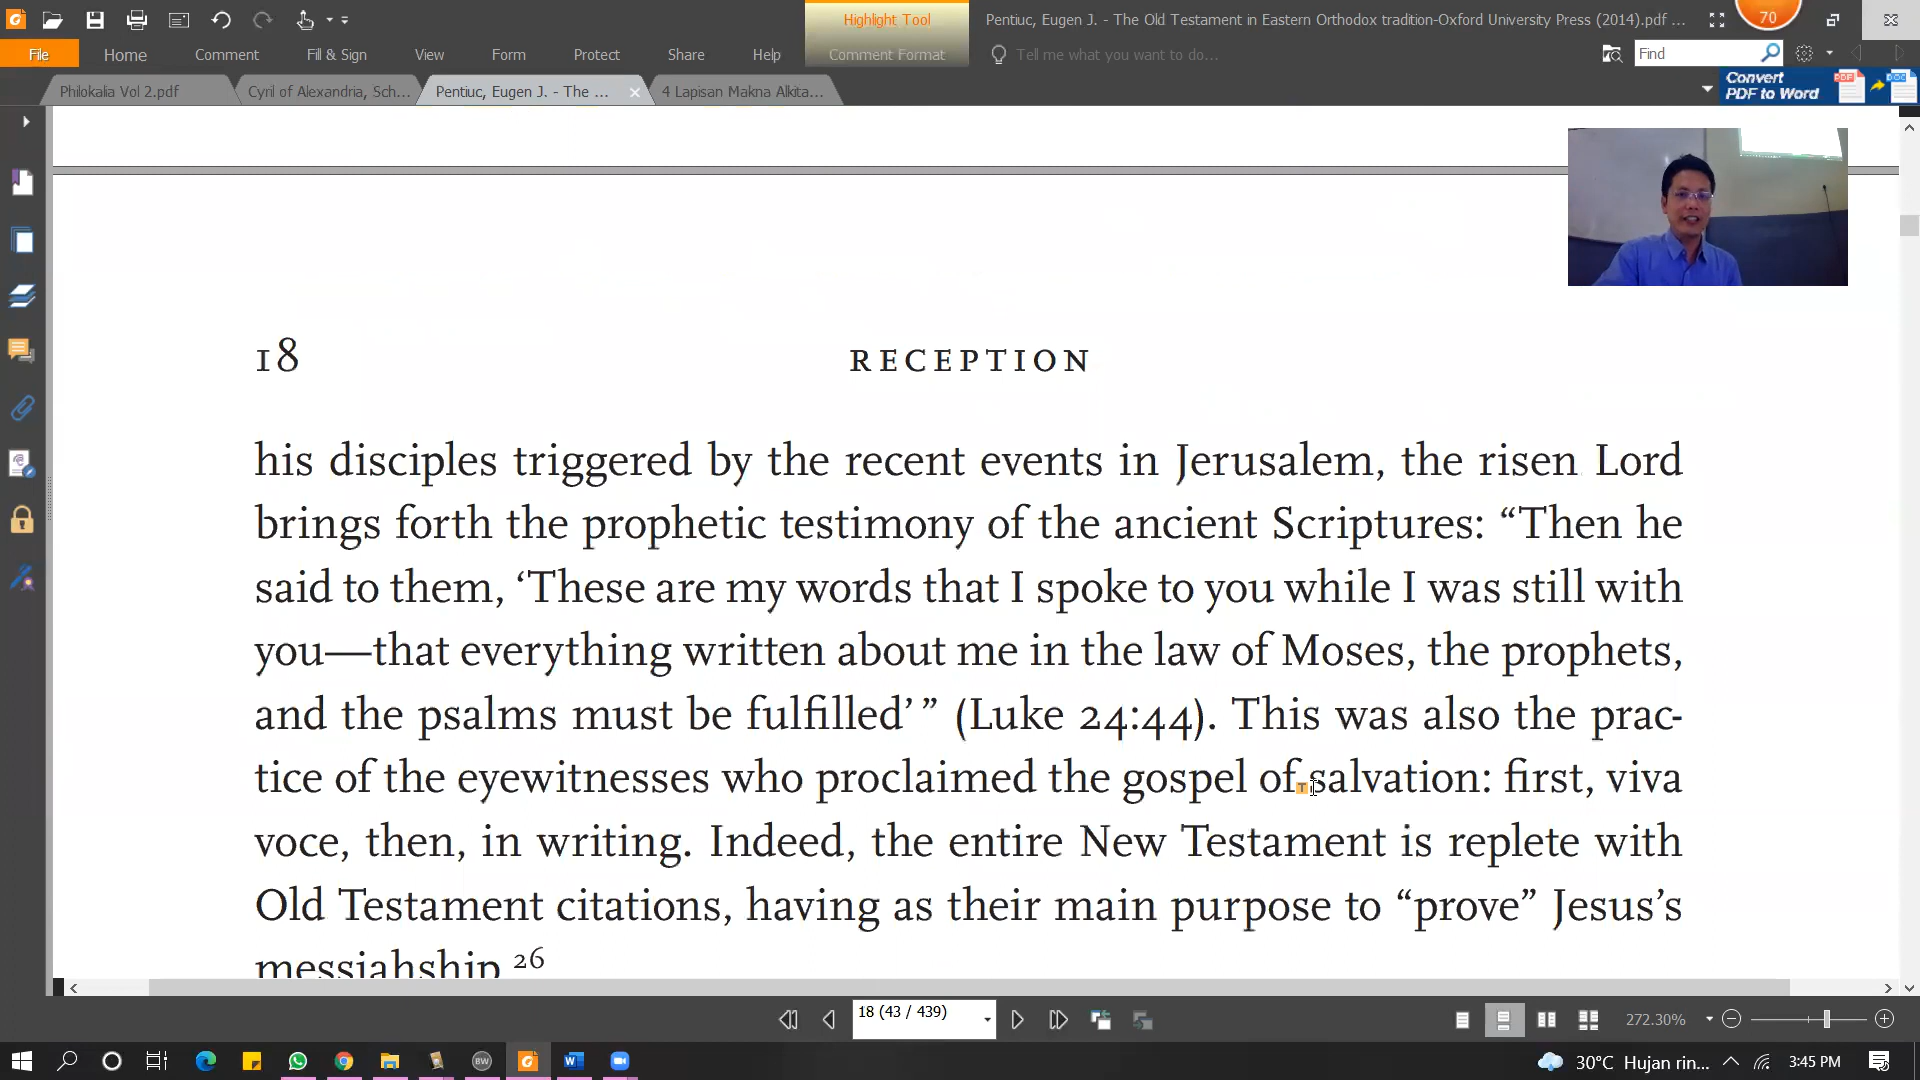 Highlight Tool
Pentiuc, Eugen J. - The Old Testament in Eastern Orthodox tradition-Oxford University Press (2014).pdf ...
70
File
Home
Comment
Fill & Sign
View
Form
Protect
Share
Help
Comment Format
Tell me what you want to do...
Find
Philokalia Vol 2.pdf
Cyril of Alexandria, Sch...
Pentiuc, Eugen J. - The ...
4 Lapisan Makna Alkita...
Convert
PDF to Word
18
RECEPTION
his disciples triggered by the recent events in Jerusalem, the risen Lord
brings forth the prophetic testimony of the ancient Scriptures: “Then he
said to them, ‘These are my words that I spoke to you while I was still with
you—that everything written about me in the law of Moses, the prophets,
and the psalms must be fulfilled’ ” (Luke 24:44). This was also the prac-
tice of the eyewitnesses who proclaimed the gospel of salvation: first, viva
voce, then, in writing. Indeed, the entire New Testament is replete with
Old Testament citations, having as their main purpose to “prove” Jesus’s
messiahship.26
18 (43 / 439)
272.30%
BW
30°C Hujan rin...
3:45 PM